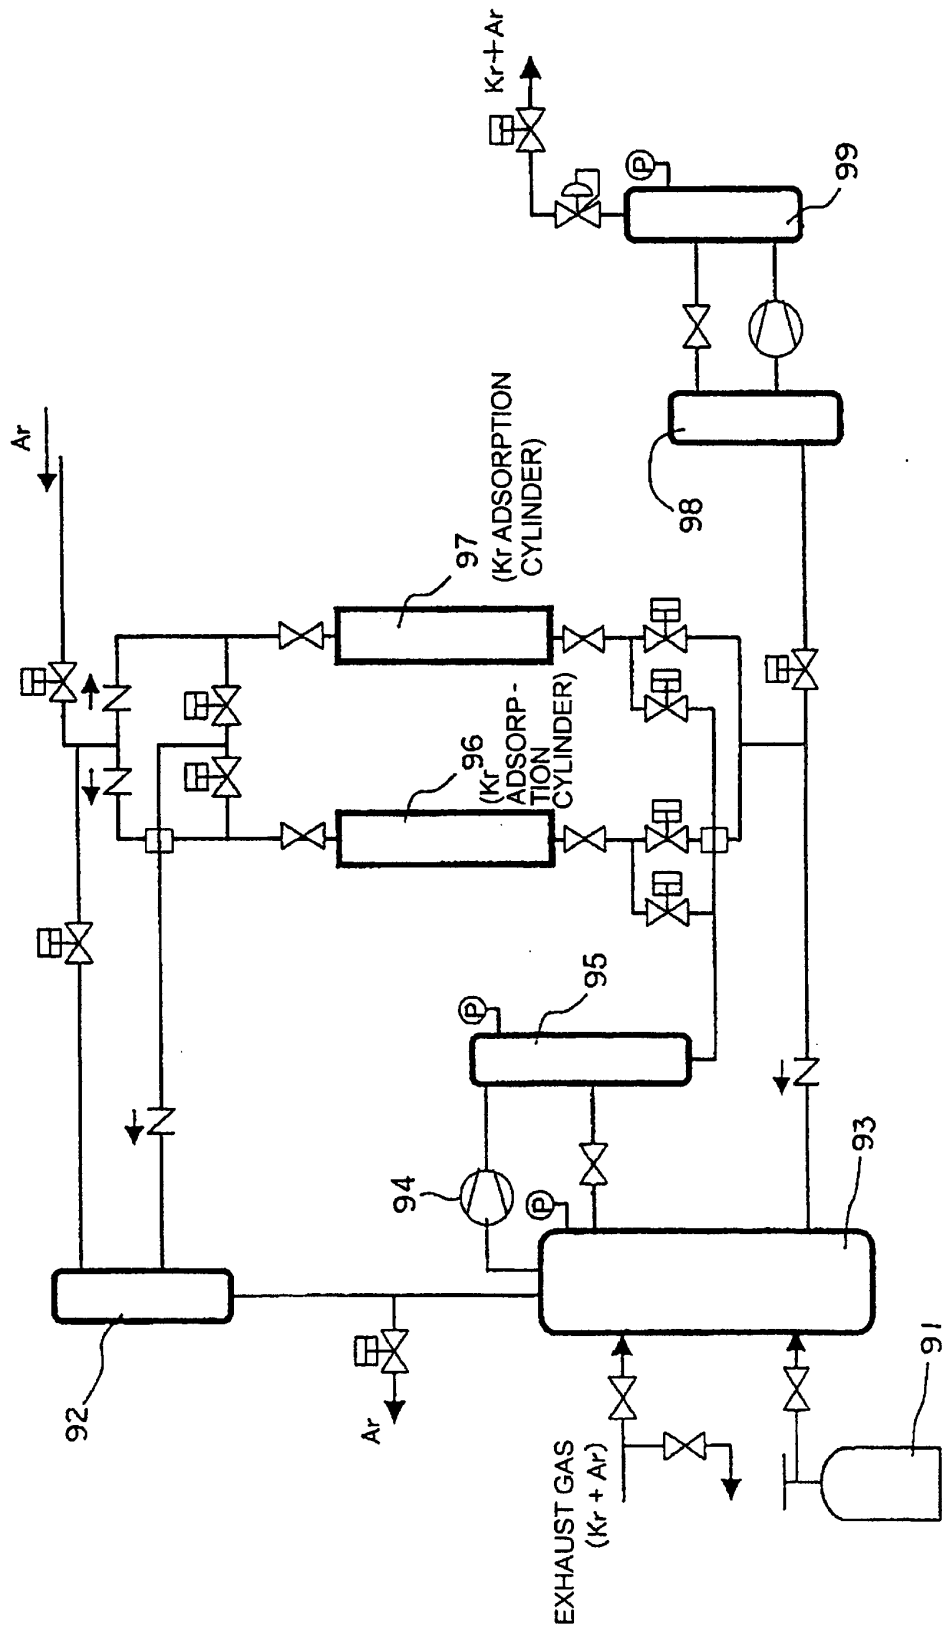 Ar
Kr+Ar
P
99
98
97
(Kr ADSORPTION
CYLINDER)
96
(Kr
ADSORP-
TION
CYLINDER)
P
95
94
P
93
92
Ar
EXHAUST GAS
(Kr + Ar)
91